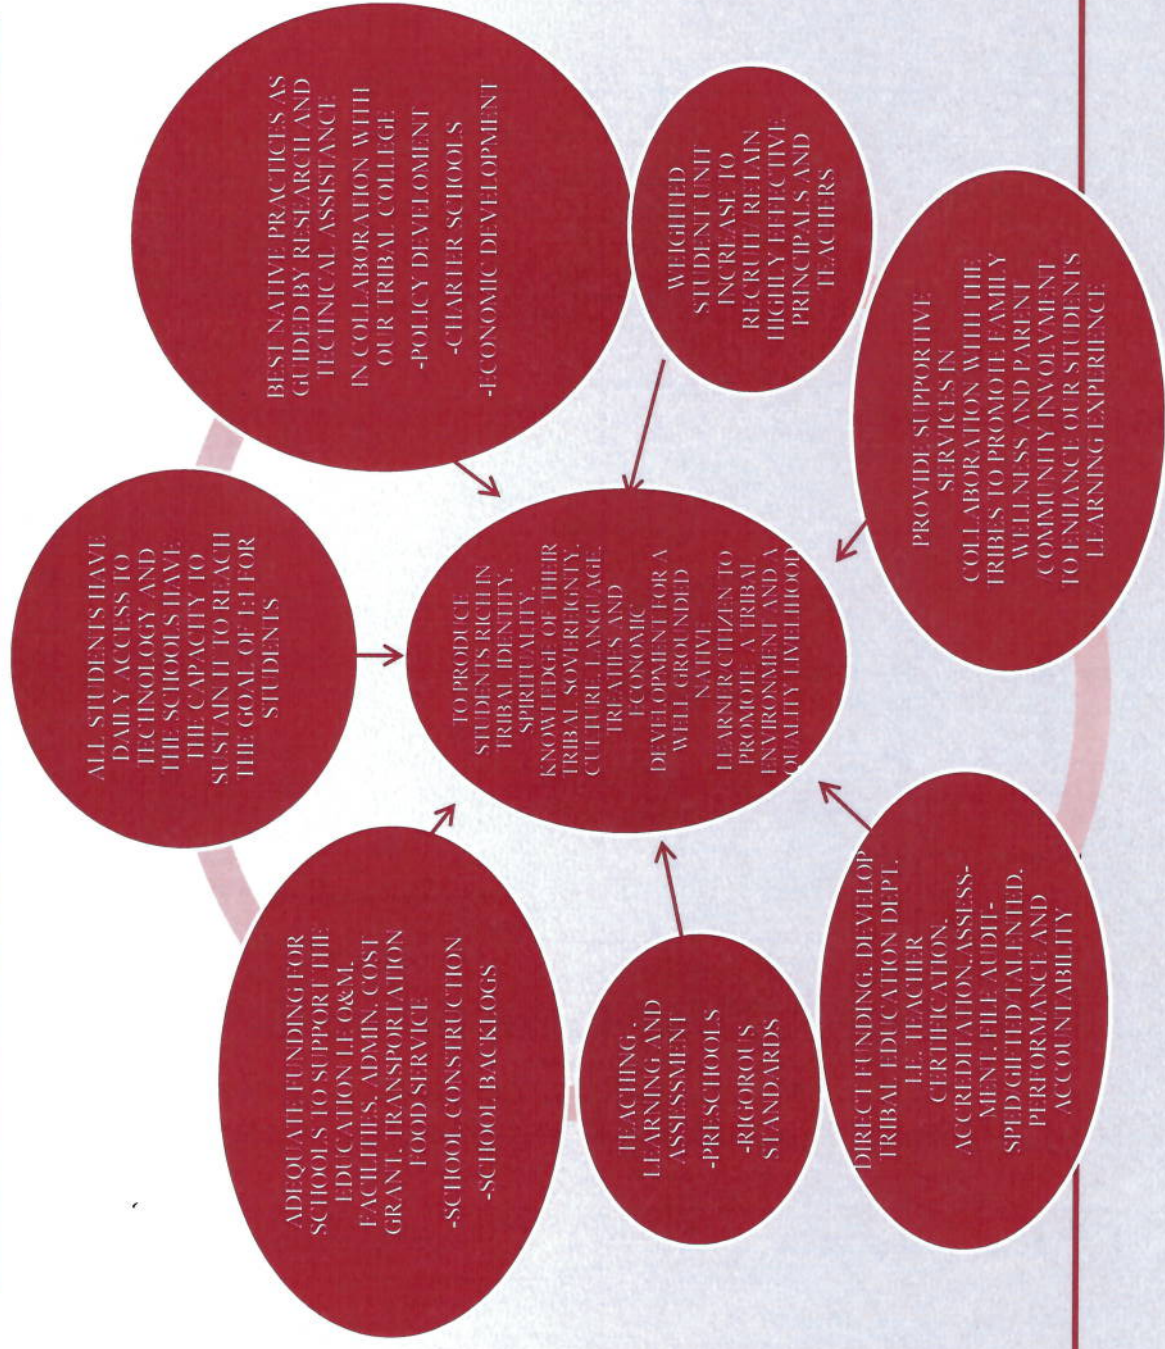 ALL STUDENTS HAVE
DAILY ACCESS TO
TECHNOLOGY AND
THE SCHOOLS HAVE
THE CAPACITY TO
SUSTAIN IT TO REACH
THE GOAL OF 1:1 FOR
STUDENTS
BEST NATIVE PRACTICES AS
GUIDED BY RESEARCH AND
TECHNICAL ASSISTANCE
IN COLLABORATION WITH
OUR TRIBAL COLLEGE
-POLICY DEVELOMENT
-CHARTER SCHOOLS
-ECONOMIC DEVELOPMENT
WEIGHTED
STUDENT UNIT
INCREASE TO
RECRUIT/ RETAIN
HIGHLY EFFECTIVE
PRINCIPALS AND
TEACHERS
PROVIDE SUPPORTIVE
SERVICES IN
COLLABORATION WITH THE
TRIBES TO PROMOTE FAMILY
WELLNESS AND PARENT
/COMMUNITY INVOLVMENT
TO ENHANCE OUR STUDENTS
LEARNING EXPERIENCE
DIRECT FUNDING, DEVELOP
TRIBAL EDUCATION DEPT.
I.E. TEACHER
CERTIFICATION,
ACCREDITATION,ASSESS-
MENT, FILE AUDIT-
SPED,GIFTED TALENTED,
PERFORMANCE AND
ACCOUNTABILITY
TEACHING,
LEARNING AND
ASSESSMENT
-PRESCHOOLS
-RIGOROUS
STANDARDS
ADEQUATE FUNDING FOR
SCHOOLS TO SUPPORT THE
EDUCATION I.E. O&M,
FACILITIES, ADMIN. COST
GRANT, TRANSPORTATION
FOOD SERVICE
-SCHOOL CONSTRUCTION
-SCHOOL BACKLOGS
TO PRODUCE
STUDENTS RICH IN
TRIBAL IDENTITY,
SPIRITUALITY,
KNOWLEDGE OF THEIR
TRIBAL SOVERIGNTY,
CULTURE, LANGUAGE,
TREATIES AND
ECONOMIC
DEVELOPMENT FOR A
WELL GROUNDED
NATIVE
LEARNER/CITIZEN TO
PROMOTE A TRIBAL
ENVIRONMENT AND A
QUALITY LIVELIHOOD